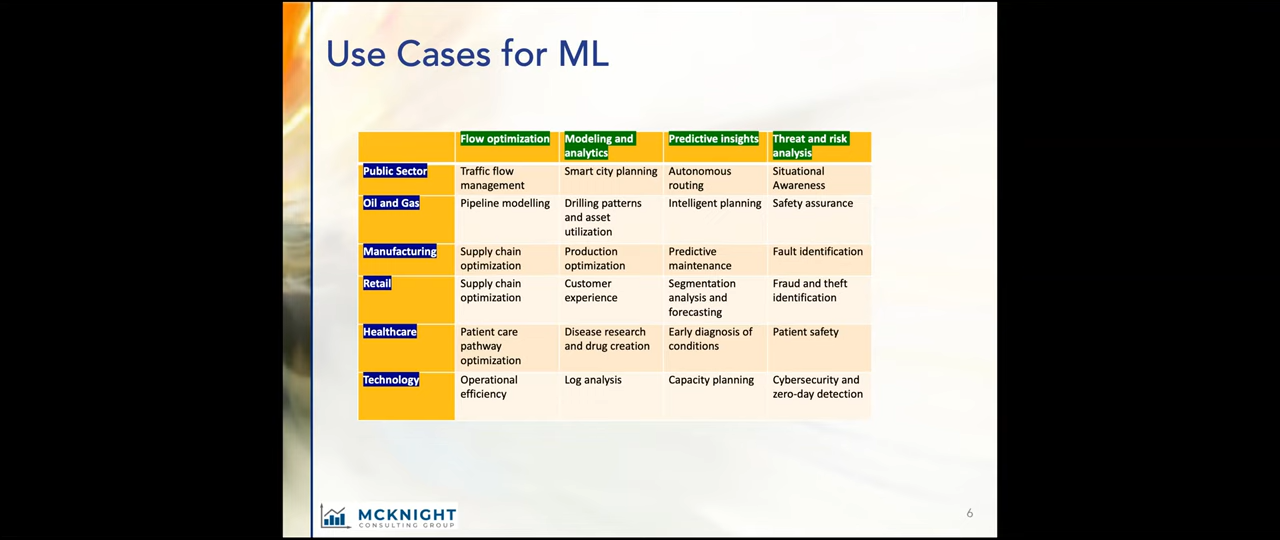 Use Cases for ML
Flow optimization
Modeling and
analytics
Predictive insights
Threat and risk
analysis
Public Sector
Traffic flow
management
Smart city planning
Autonomous
routing
Situational
Awareness
Oil and Gas
Pipeline modelling
Drilling patterns
and asset
utilization
Intelligent planning
Safety assurance
Manufacturing
Supply chain
optimization
Production
optimization
Predictive
maintenance
Fault identification
Retail
Supply chain
optimization
Customer
experience
Segmentation
analysis and
forecasting
Fraud and theft
identification
Healthcare
Patient care
pathway
optimization
Disease research
and drug creation
Early diagnosis of
conditions
Patient safety
Technology
Operational
efficiency
Log analysis
Capacity planning
Cybersecurity and
zero-day detection
MCKNIGHT
CONSULTING GROUP
6